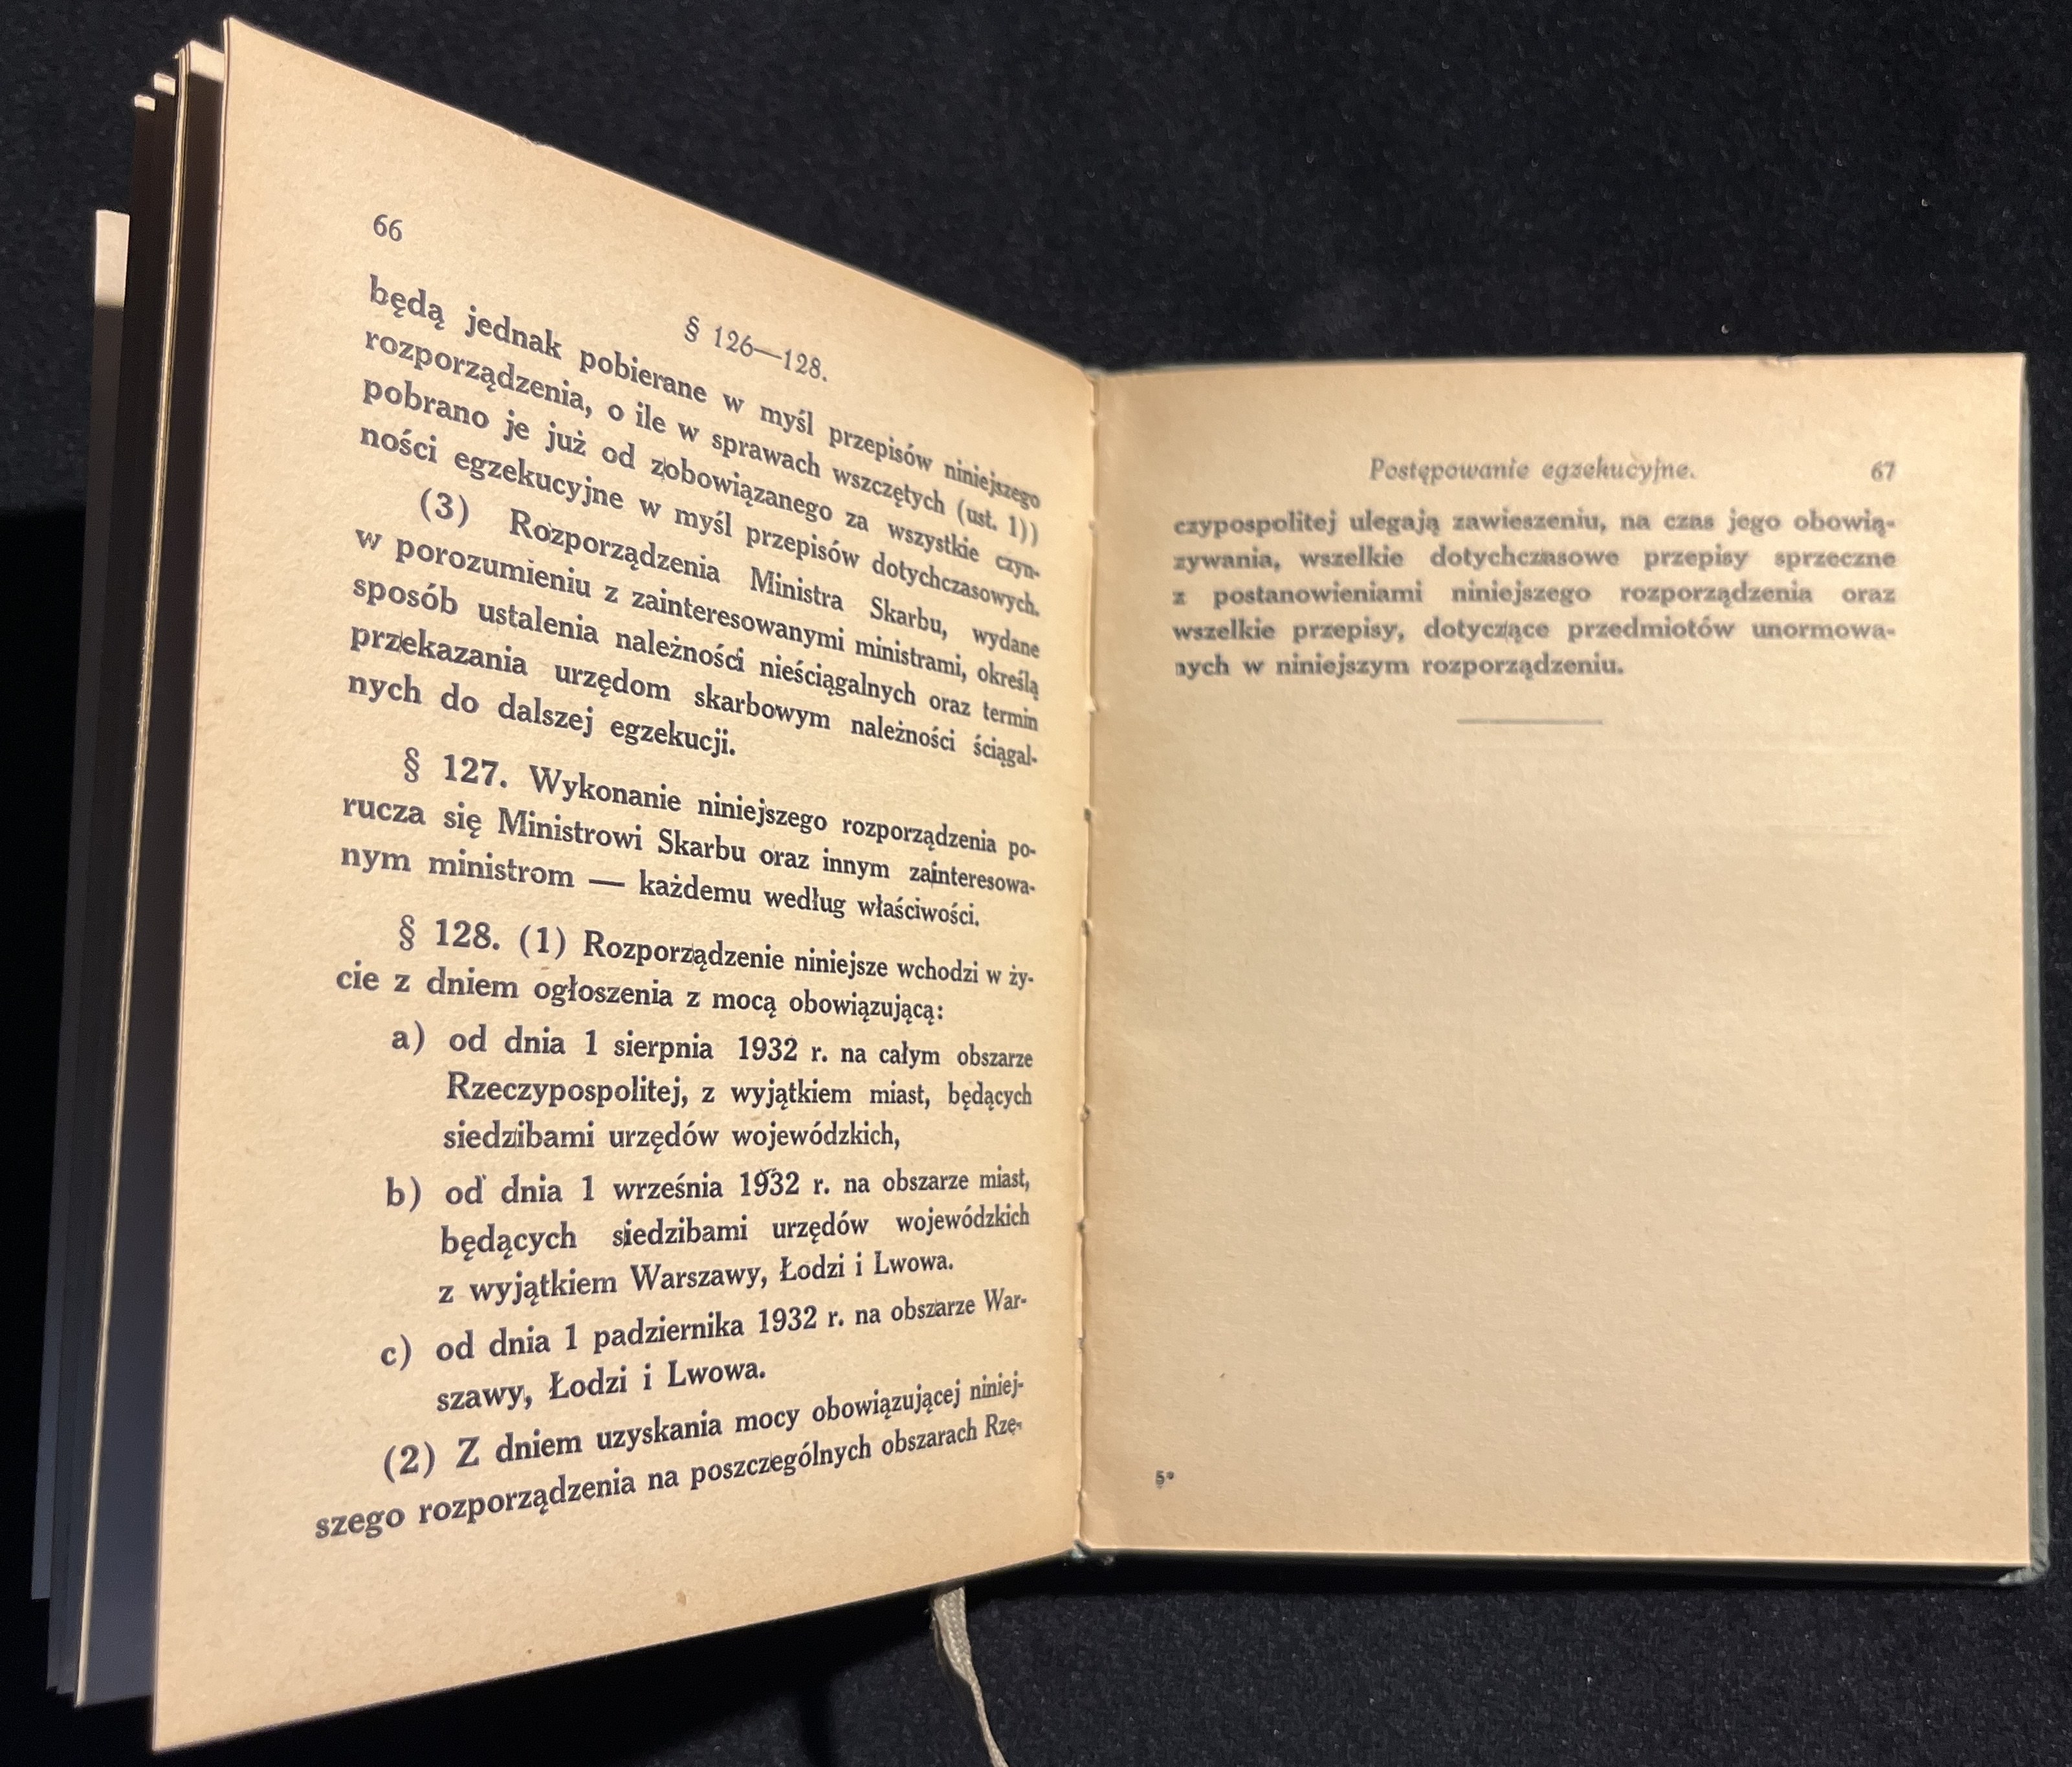 66
§ 126—128.
będą jednak pobierane w myśl przepisów niniejszego
rozporządzenia, o ile w sprawach wszczętych (ust. 1))
pobrano je już od zobowiązanego za wszystkie czyn-
ności egzekucyjne w myśl przepisów dotychczasowych.
(3) Rozporządzenia Ministra Skarbu, wydane
w porozumieniu z zainteresowanymi ministrami, określą
sposób ustalenia należności nieściągalnych oraz termin
przekazania urzędom skarbowym należności ściągal-
nych do dalszej egzekucji.
§ 127. Wykonanie niniejszego rozporządzenia po-
rucza się Ministrowi Skarbu oraz innym zainteresowa-
nym ministrom — każdemu według właściwości.
§ 128. (1) Rozporządzenie niniejsze wchodzi w ży-
cie z dniem ogłoszenia z mocą obowiązującą:
a) od dnia 1 sierpnia 1932 r. na całym obszarze
Rzeczypospolitej, z wyjątkiem miast, będących
siedzibami urzędów wojewódzkich,
b) od dnia 1 września 1932 r. na obszarze miast,
będących siedzibami urzędów wojewódzkich
z wyjątkiem Warszawy, Łodzi i Lwowa.
c) od dnia 1 padziernika 1932 r. na obszarze War-
szawy, Łodzi i Lwowa.
(2) Z dniem uzyskania mocy obowiązującej niniej-
szego rozporządzenia na poszczególnych obszarach Rze-
Postępowanie egzekucyjne. 67
czypospolitej ulegają zawieszeniu, na czas jego obowią-
zywania, wszelkie dotychczasowe przepisy sprzeczne
z postanowieniami niniejszego rozporządzenia oraz
wszelkie przepisy, dotyczące przedmiotów unormowa-
nych w niniejszym rozporządzeniu.
5*